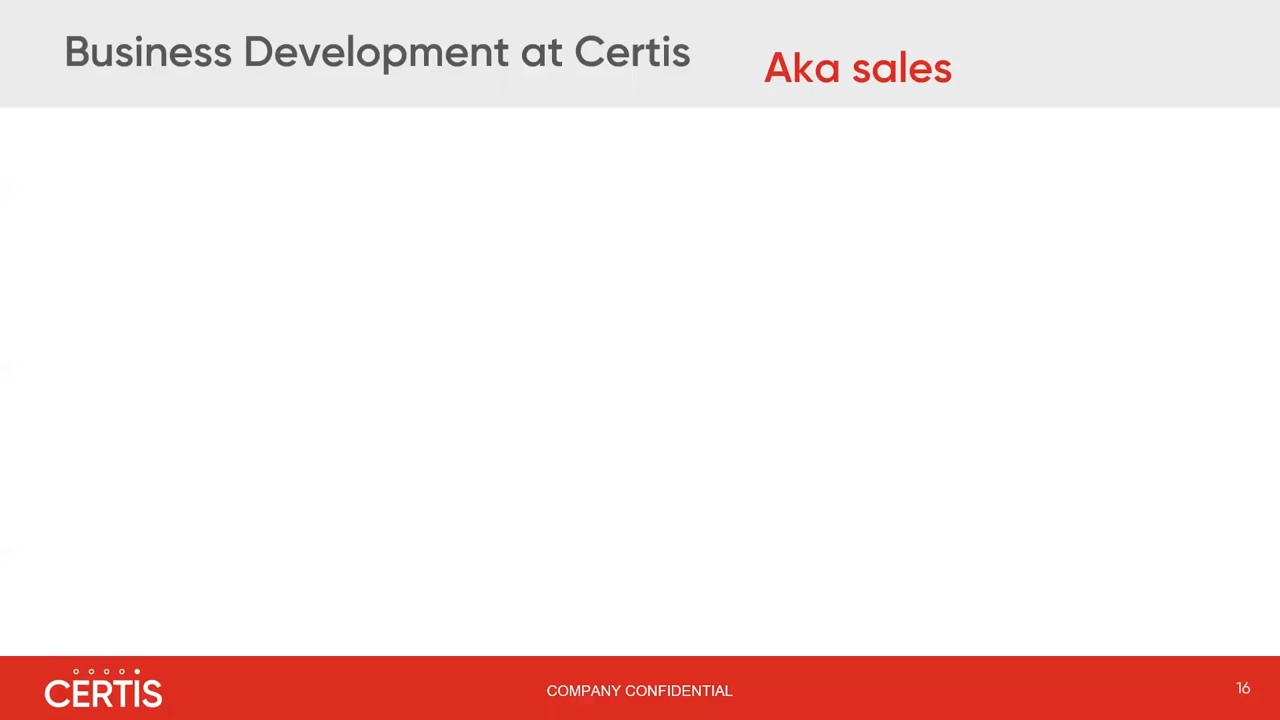 Business Development at Certis
Aka sales
CERTIS
COMPANY CONFIDENTIAL
16